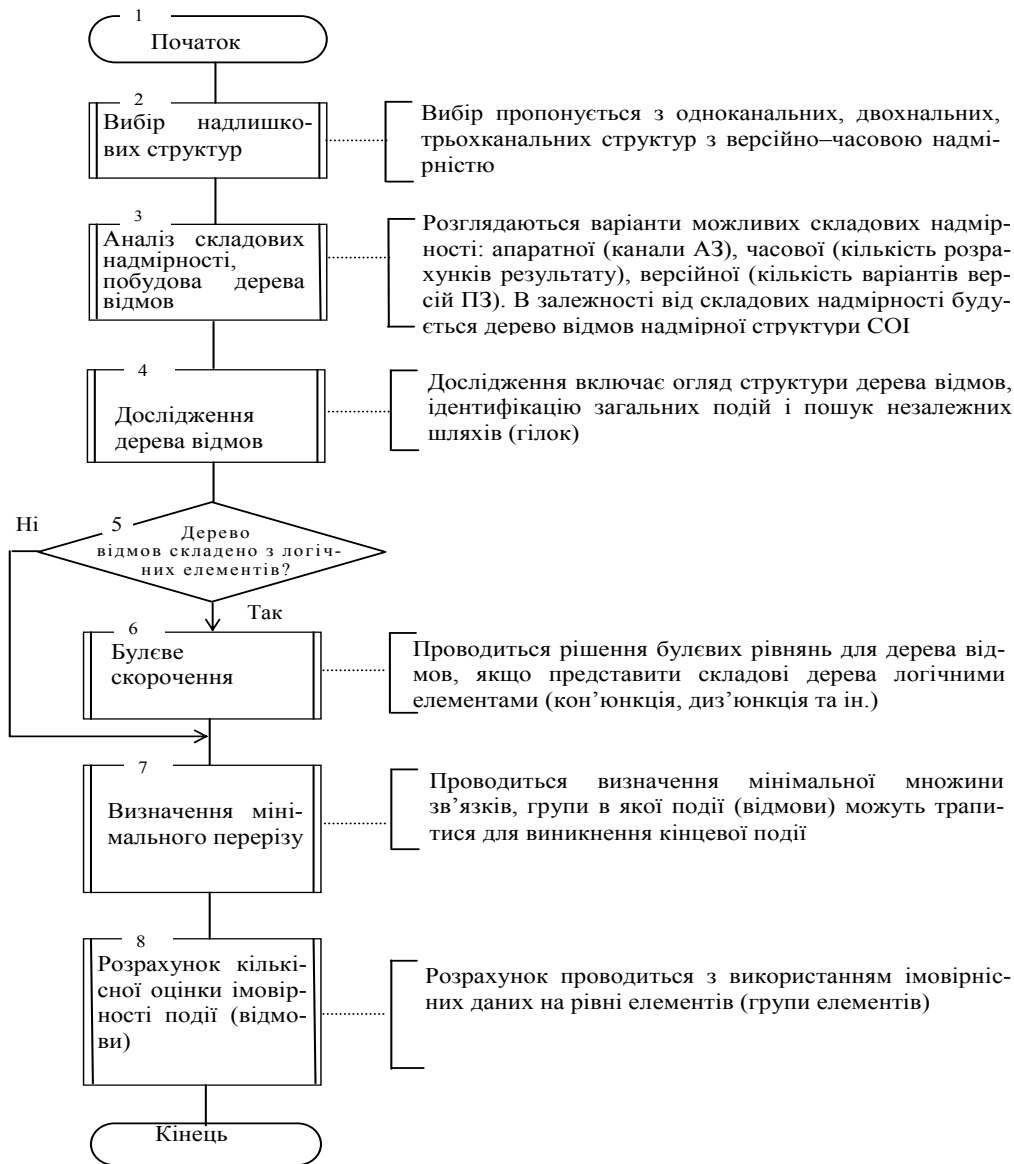 1
Початок
2
Вибір надлишко-
вих структур
Вибір пропонується з одноканальних, двохнальних,
трьохканальних структур з версійно–часовою надмі-
рністю
3
Аналіз складових
надмірності,
побудова дерева
відмов
Розглядаються варіанти можливих складових надмір-
ності: апаратної (канали АЗ), часової (кількість розра-
хунків результату), версійної (кількість варіантів вер-
сій ПЗ). В залежності від складових надмірності буду-
ється дерево відмов надмірної структури СОІ
4
Дослідження
дерева відмов
Дослідження включає огляд структури дерева відмов,
ідентифікацію загальних подій і пошук незалежних
шляхів (гілок)
Ні
5
Дерево
відмов складено з логіч-
них елементів?
Так
6
Булєве
скорочення
Проводиться рішення булєвих рівнянь для дерева від-
мов, якщо представити складові дерева логічними
елементами (кон’юнкція, диз’юнкція та ін.)
7
Визначення міні-
мального перерізу
Проводиться визначення мінімальної множини
зв’язків, групи в якої події (відмови) можуть трапи-
тися для виникнення кінцевої події
8
Розрахунок кількі-
сної оцінки імовір-
ності події (відмо-
ви)
Розрахунок проводиться з використанням імовірніс-
них даних на рівні елементів (групи елементів)
Кінець